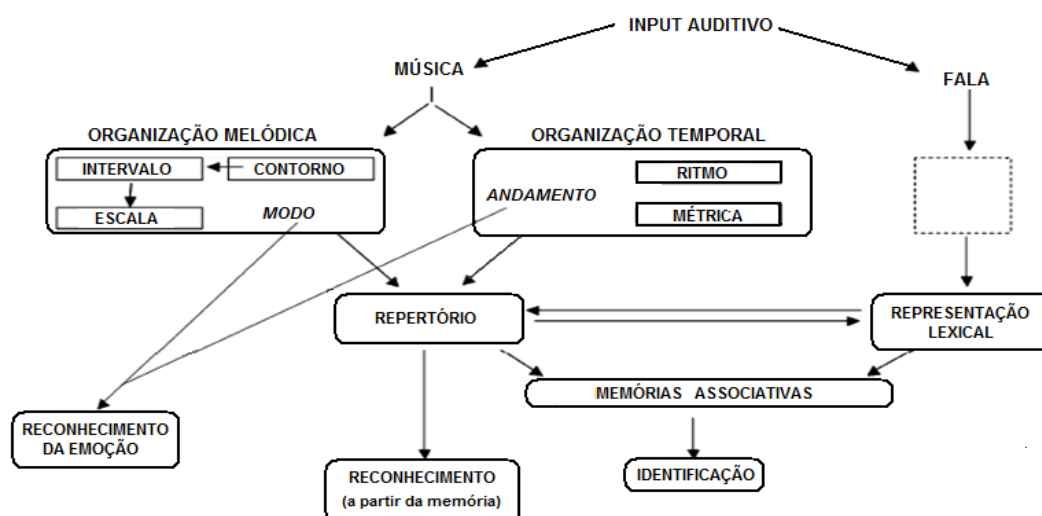 INPUT AUDITIVO
MÚSICA
FALA
ORGANIZAÇÃO MELÓDICA
ORGANIZAÇÃO TEMPORAL
INTERVALO
CONTORNO
ESCALA
MODO
ANDAMENTO
RITMO
MÉTRICA
REPERTÓRIO
REPRESENTAÇÃO
LEXICAL
MEMÓRIAS ASSOCIATIVAS
RECONHECIMENTO
DA EMOÇÃO
RECONHECIMENTO
(a partir da memória)
IDENTIFICAÇÃO